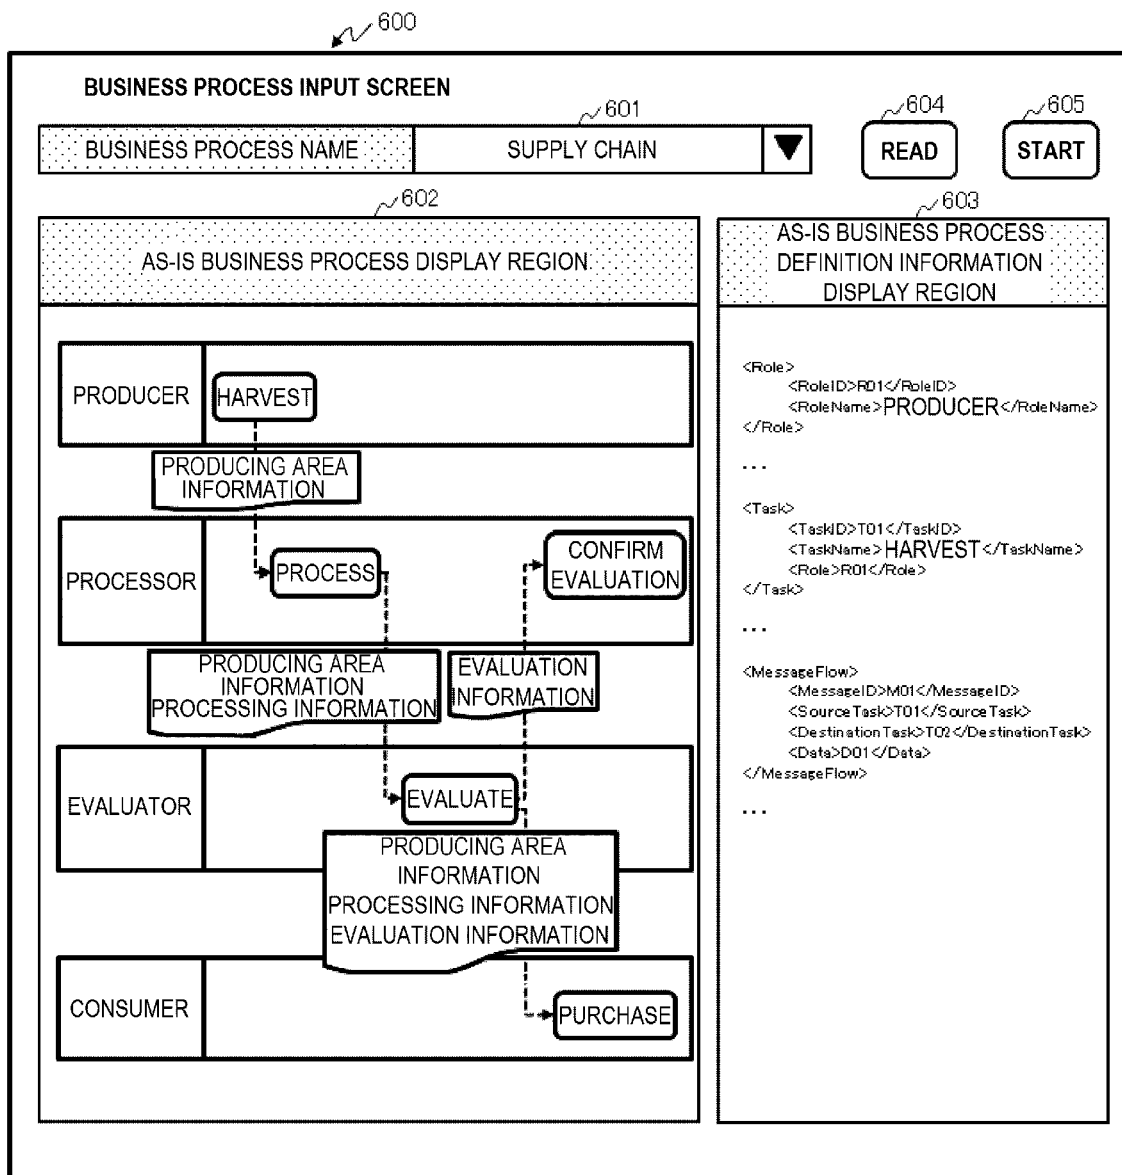 600
BUSINESS PROCESS INPUT SCREEN
601
604
605
BUSINESS PROCESS NAME
SUPPLY CHAIN
READ
START
602
603
AS-IS BUSINESS PROCESS DISPLAY REGION
AS-IS BUSINESS PROCESS
DEFINITION INFORMATION
DISPLAY REGION
PRODUCER
HARVEST
PRODUCING AREA
INFORMATION
PROCESSOR
PROCESS
CONFIRM
EVALUATION
PRODUCING AREA
INFORMATION
PROCESSING INFORMATION
EVALUATION
INFORMATION
EVALUATOR
EVALUATE
PRODUCING AREA
INFORMATION
PROCESSING INFORMATION
EVALUATION INFORMATION
CONSUMER
PURCHASE
<Role>
<RoleID>R01</RoleID>
<RoleName>PRODUCER</RoleName>
</Role>
...
<Task>
<TaskID>T01</TaskID>
<TaskName>HARVEST</TaskName>
<Role>R01</Role>
</Task>
...
<MessageFlow>
<MessageID>M01</MessageID>
<SourceTask>T01</SourceTask>
<DestinationTask>T02</DestinationTask>
<Data>D01</Data>
</MessageFlow>
...